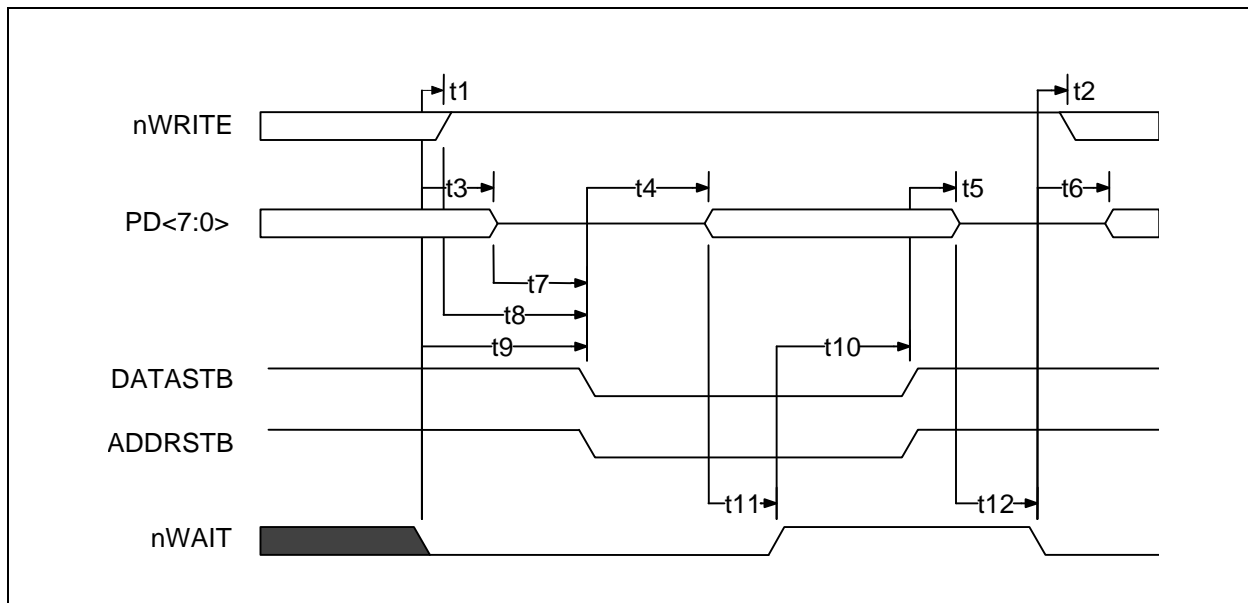 t1 t2
nWRITE
t3 t4 t5 t6
PD<7:0>
t7
t8
t9 t10
DATASTB
ADDRSTB
t11 t12
nWAIT